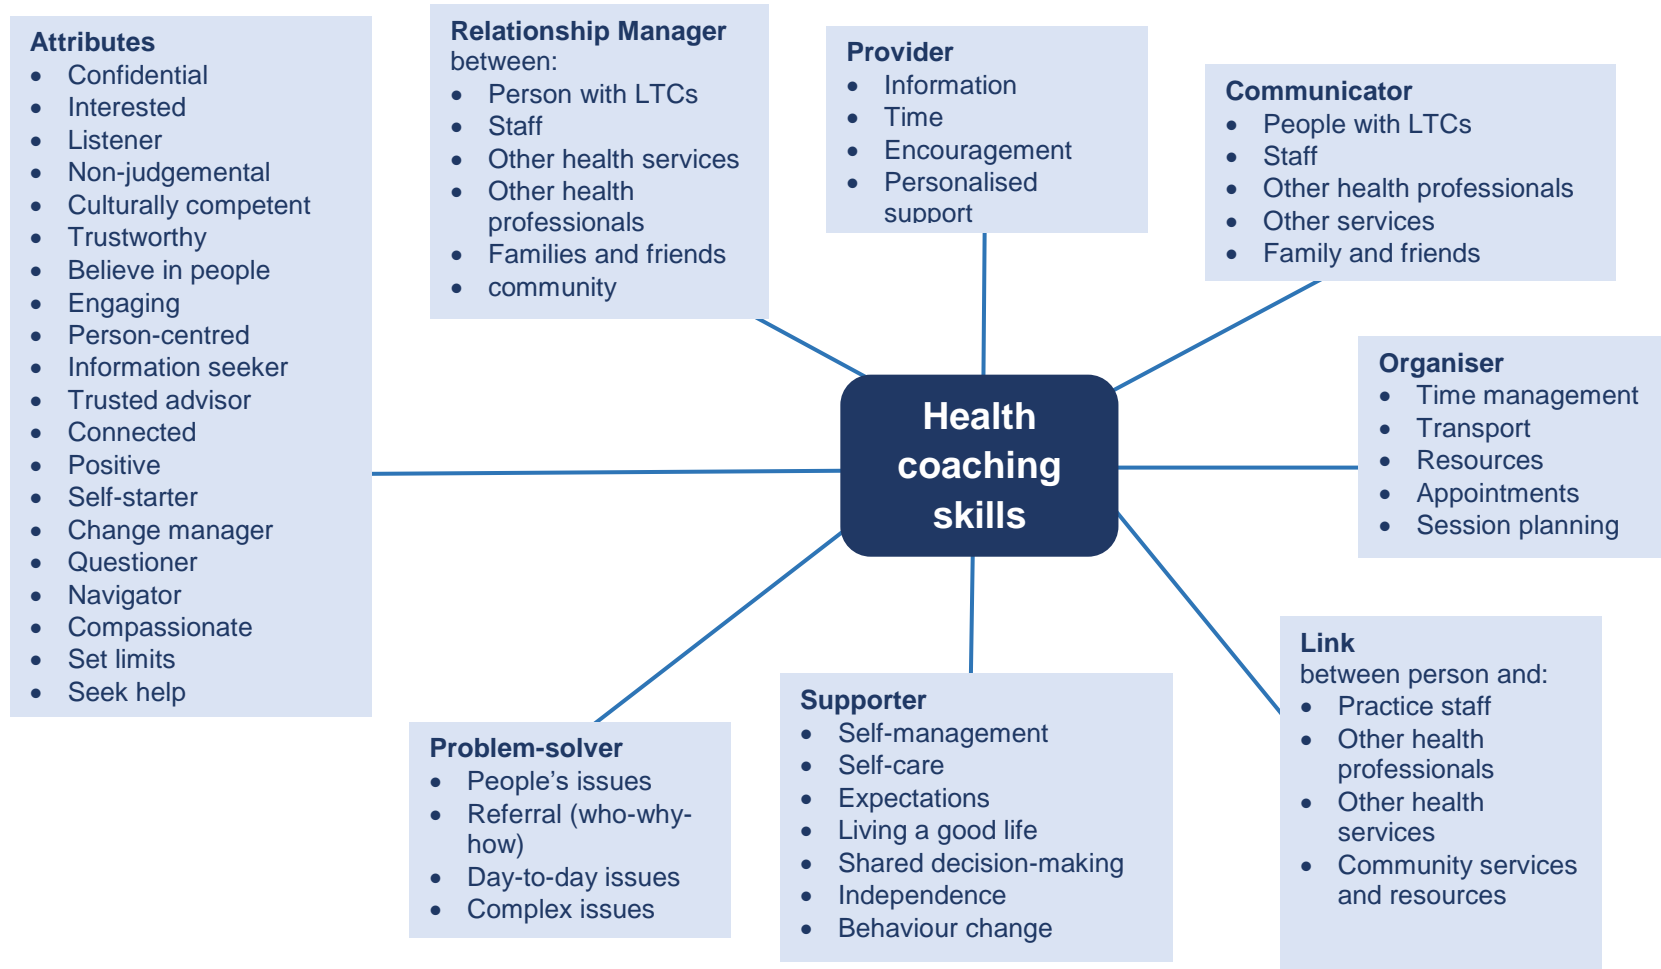 Attributes
• Confidential
• Interested
• Listener
• Non-judgemental
• Culturally competent
• Trustworthy
• Believe in people
• Engaging
• Person-centred
• Information seeker
• Trusted advisor
• Connected
• Positive
• Self-starter
• Change manager
• Questioner
• Navigator
• Compassionate
• Set limits
• Seek help
Relationship Manager
between:
• Person with LTCs
• Staff
• Other health services
• Other health
professionals
• Families and friends
• community
Provider
• Information
• Time
• Encouragement
• Personalised
support
Communicator
• People with LTCs
• Staff
• Other health professionals
• Other services
• Family and friends
Health
coaching
skills
Organiser
• Time management
• Transport
• Resources
• Appointments
• Session planning
Problem-solver
• People’s issues
• Referral (who-why-
how)
• Day-to-day issues
• Complex issues
Supporter
• Self-management
• Self-care
• Expectations
• Living a good life
• Shared decision-making
• Independence
• Behaviour change
Link
between person and:
• Practice staff
• Other health
professionals
• Other health
services
• Community services
and resources